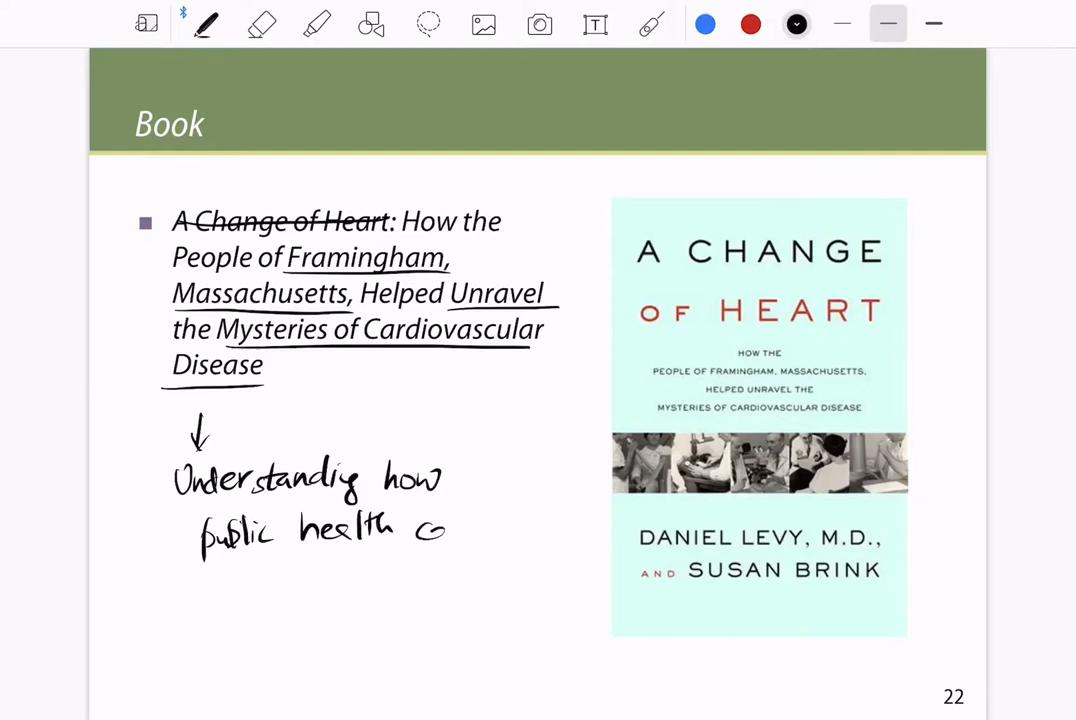 Book
A Change of Heart: How the
People of Framingham,
Massachusetts, Helped Unravel
the Mysteries of Cardiovascular
Disease
Understanding how
public health
A CHANGE
OF HEART
HOW THE
PEOPLE OF FRAMINGHAM, MASSACHUSETTS,
HELPED UNRAVEL THE
MYSTERIES OF CARDIOVASCULAR DISEASE
DANIEL LEVY, M.D.,
AND SUSAN BRINK
22
T